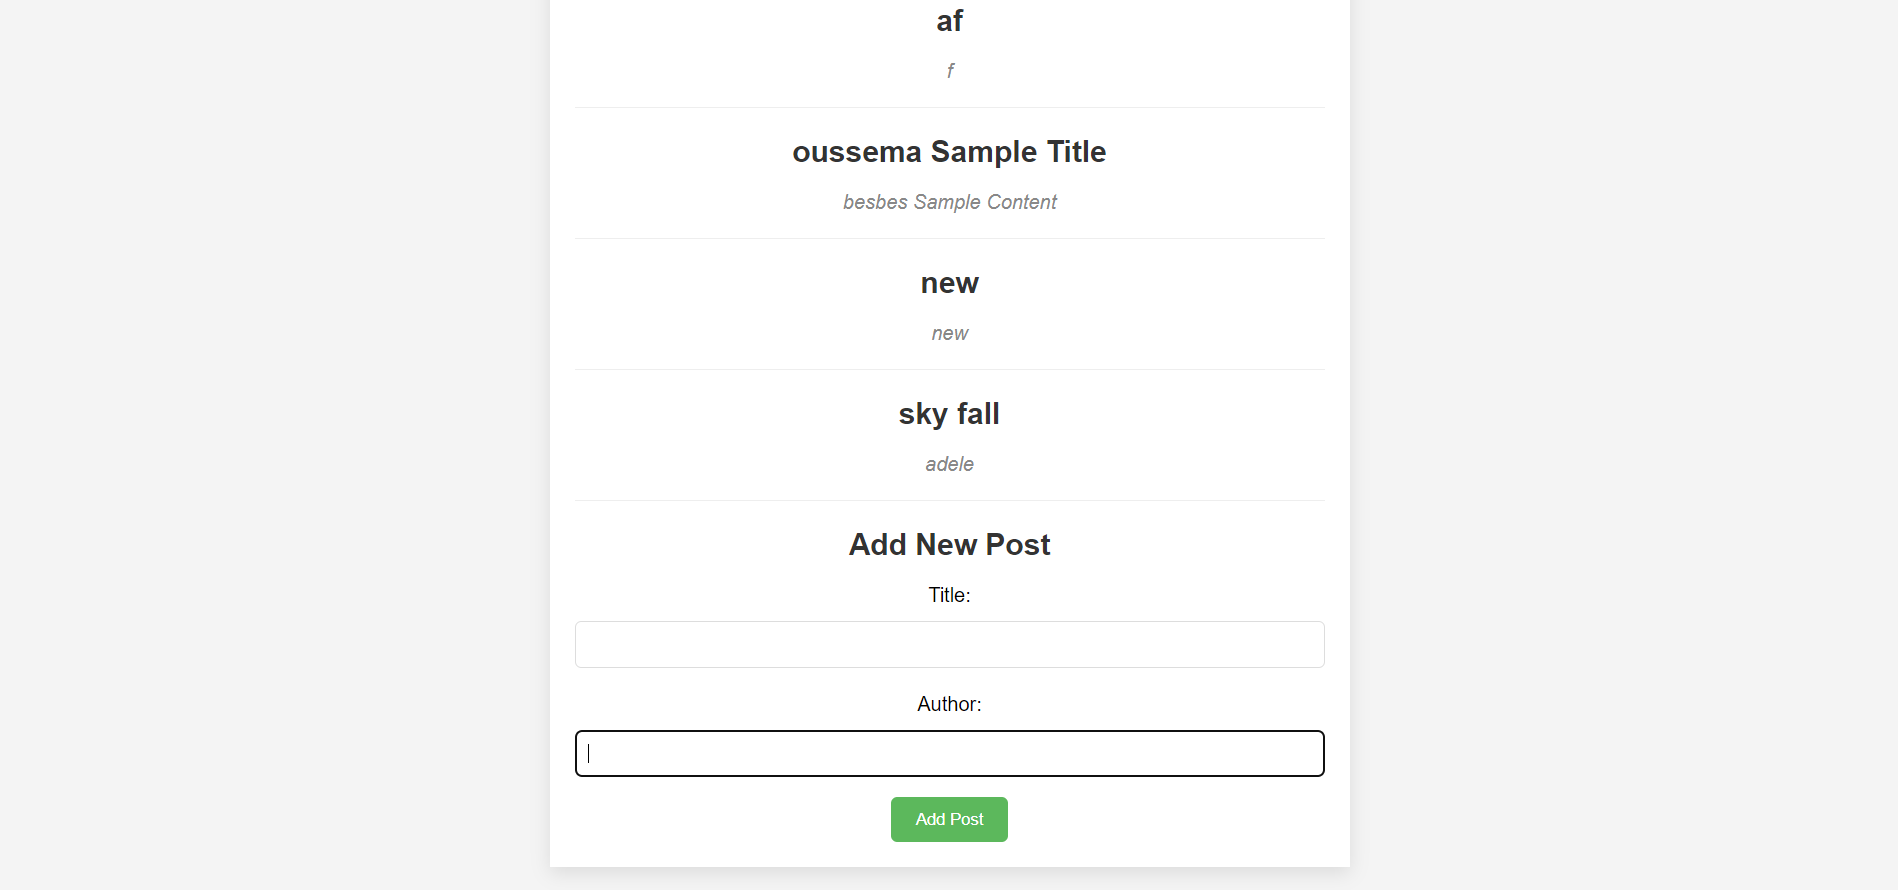 af
f
oussema Sample Title
besbes Sample Content
new
new
sky fall
adele
Add New Post
Title:
Author:
Add Post